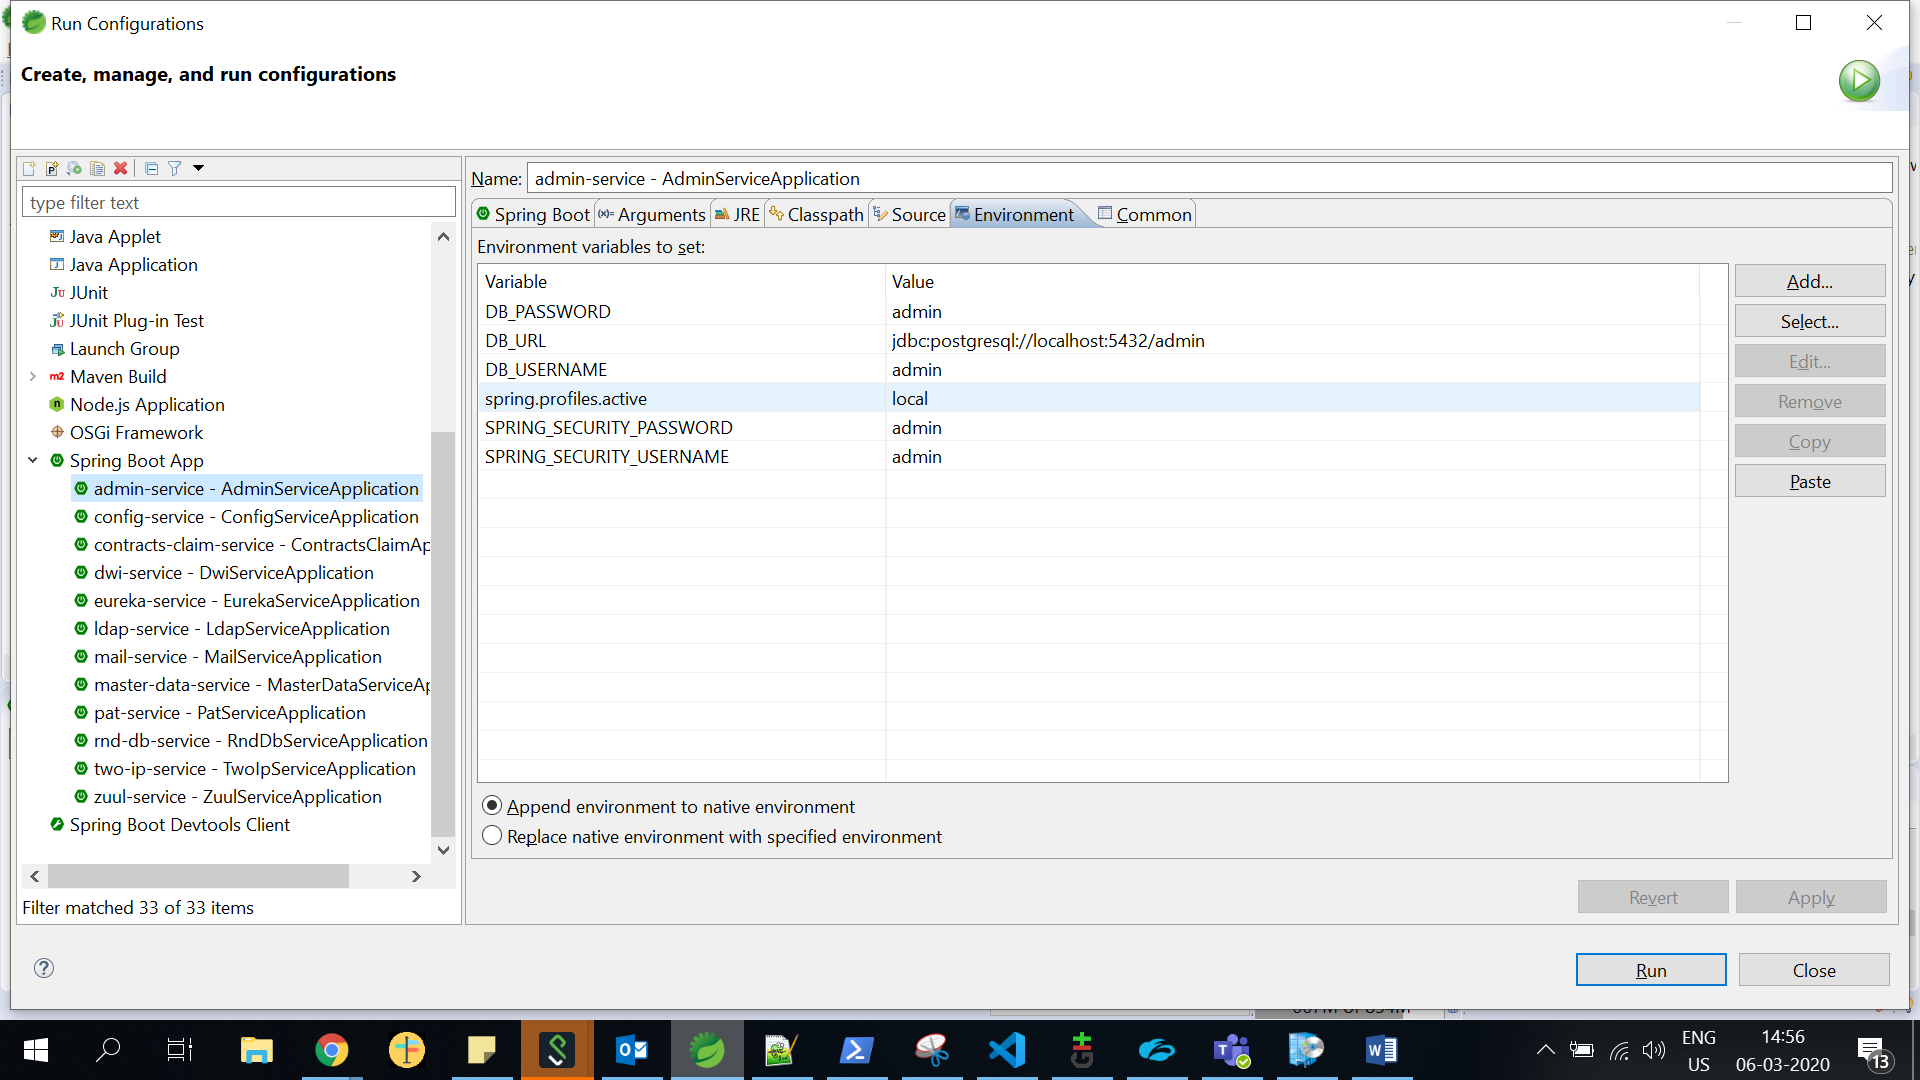 Run Configurations
Create, manage, and run configurations
type filter text
Java Applet
Java Application
JUnit
JUnit Plug-in Test
Launch Group
Maven Build
Node.js Application
OSGi Framework
Spring Boot App
admin-service - AdminServiceApplication
config-service - ConfigServiceApplication
contracts-claim-service - ContractsClaimAp
dwi-service - DwiServiceApplication
eureka-service - EurekaServiceApplication
ldap-service - LdapServiceApplication
mail-service - MailServiceApplication
master-data-service - MasterDataServiceAp
pat-service - PatServiceApplication
rnd-db-service - RndDbServiceApplication
two-ip-service - TwoIpServiceApplication
zuul-service - ZuulServiceApplication
Spring Boot Devtools Client
Filter matched 33 of 33 items
Name: admin-service - AdminServiceApplication
Spring Boot Arguments JRE Classpath Source Environment Common
Environment variables to set:
Variable Value
DB_PASSWORD admin
DB_URL jdbc:postgresql://localhost:5432/admin
DB_USERNAME admin
spring.profiles.active local
SPRING_SECURITY_PASSWORD admin
SPRING_SECURITY_USERNAME admin
Add...
Select...
Edit...
Remove
Copy
Paste
Append environment to native environment
Replace native environment with specified environment
Revert Apply
Run Close
ENG
US
14:56
06-03-2020
13